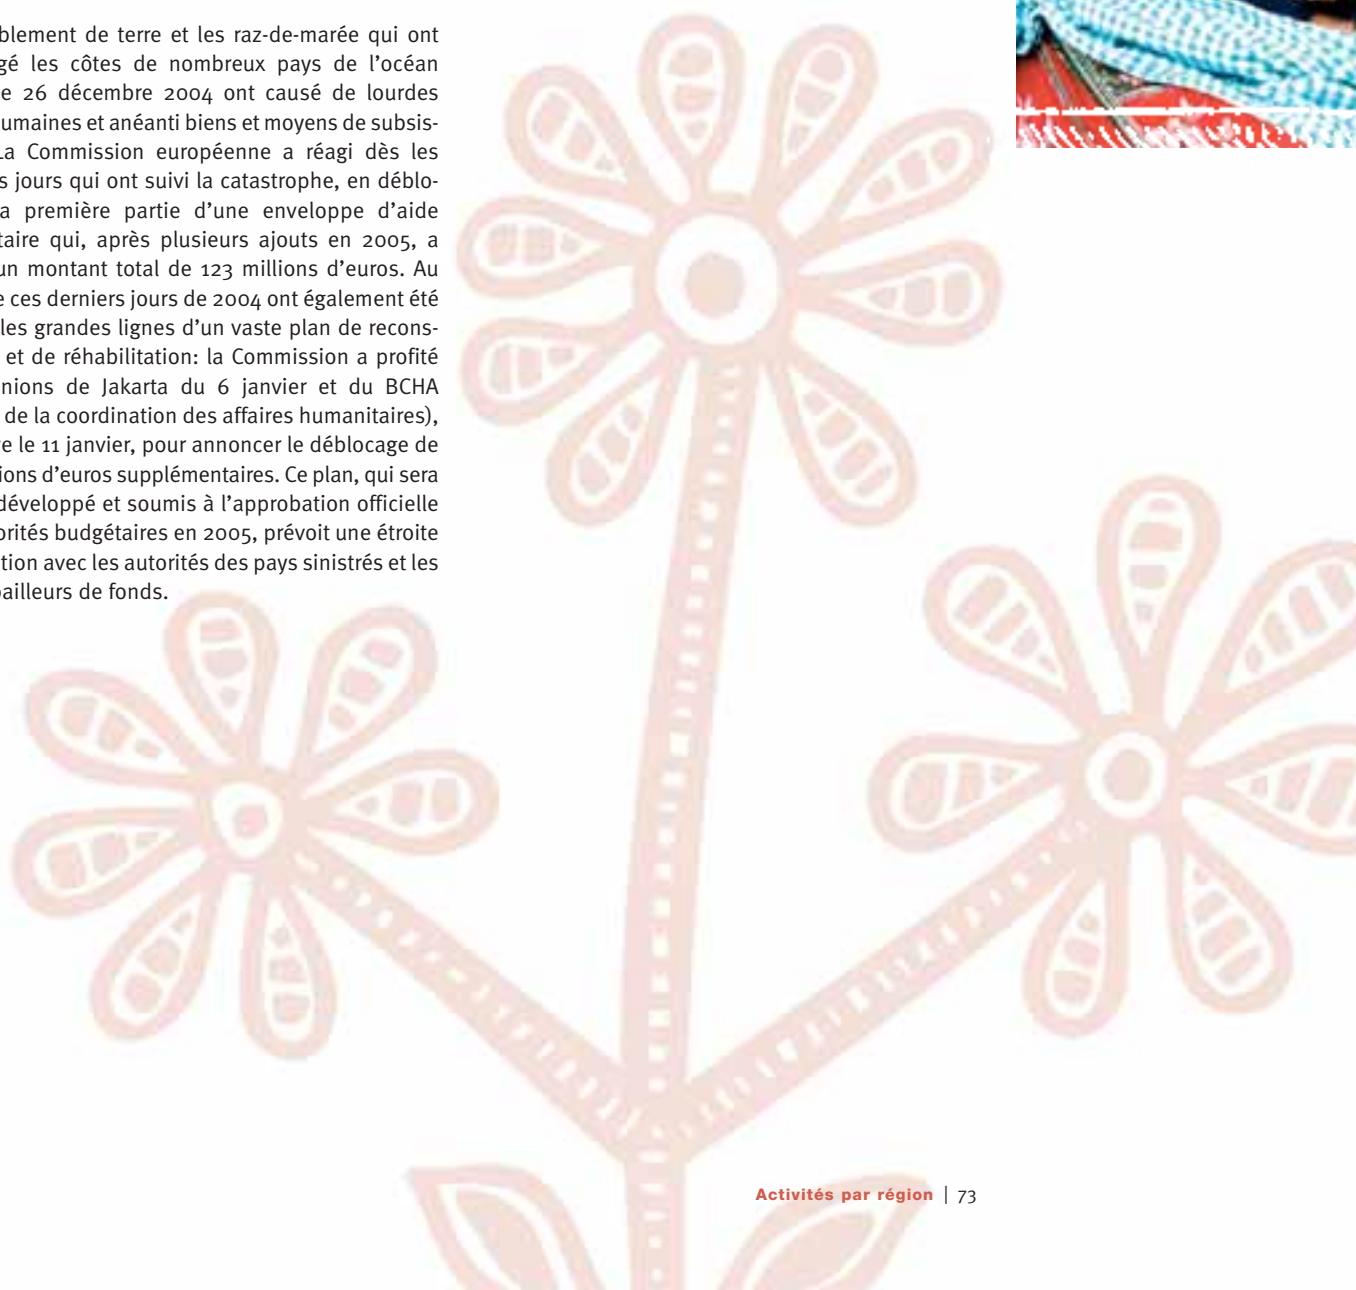 blement de terre et les raz-de-marée qui ont
gé les côtes de nombreux pays de l’océan
e 26 décembre 2004 ont causé de lourdes
umaines et anéanti biens et moyens de subsis-
La Commission européenne a réagi dès les
s jours qui ont suivi la catastrophe, en déblo-
a première partie d’une enveloppe d’aide
taire qui, après plusieurs ajouts en 2005, a
un montant total de 123 millions d’euros. Au
e ces derniers jours de 2004 ont également été
les grandes lignes d’un vaste plan de recons-
et de réhabilitation: la Commission a profité
nions de Jakarta du 6 janvier et du BCHA
de la coordination des affaires humanitaires),
e le 11 janvier, pour annoncer le déblocage de
ions d’euros supplémentaires. Ce plan, qui sera
développé et soumis à l’approbation officielle
orités budgétaires en 2005, prévoit une étroite
tion avec les autorités des pays sinistrés et les
bailleurs de fonds.
Activités par région | 73